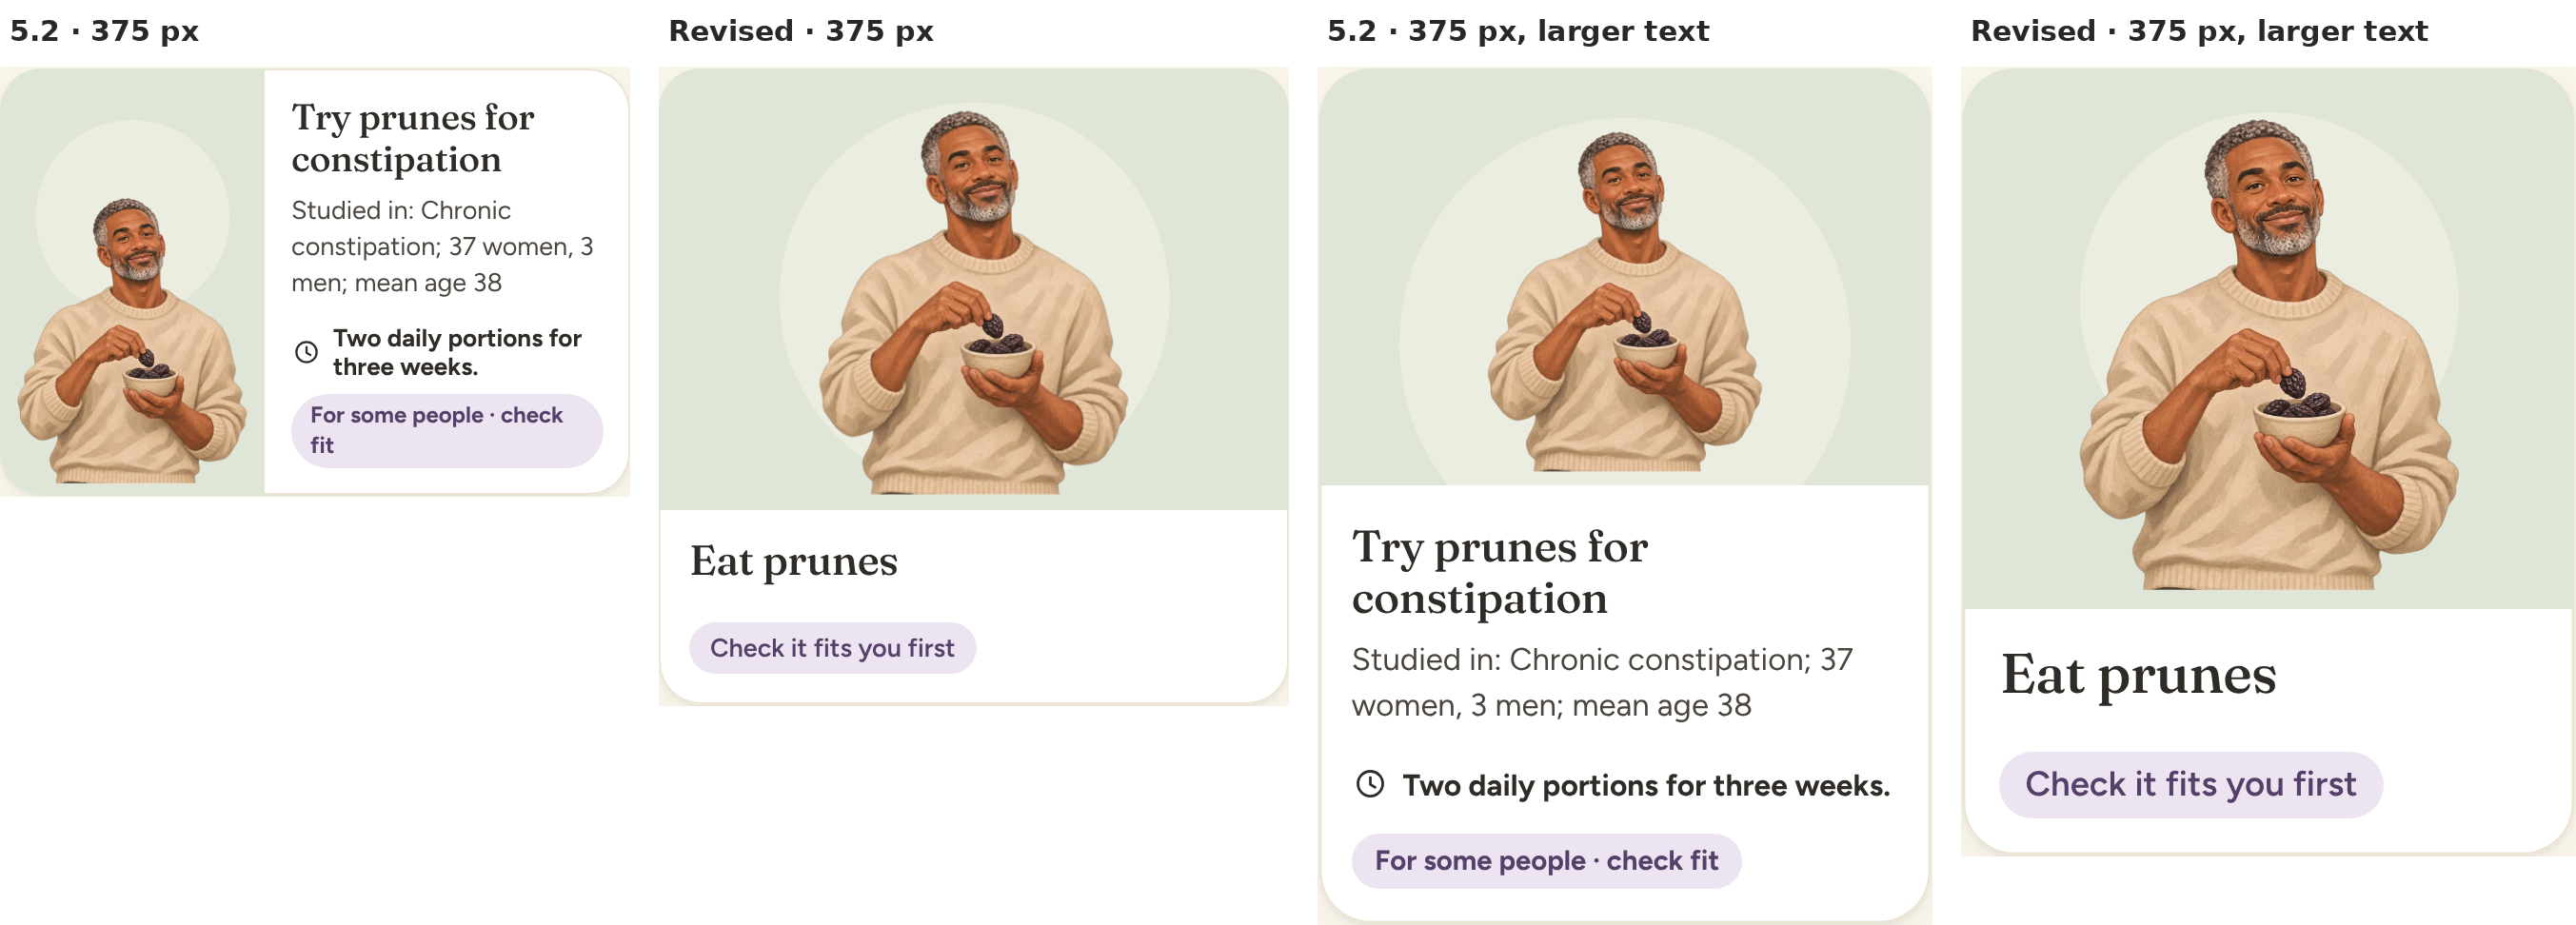 5.2 · 375 px
Try prunes for
constipation
Studied in: Chronic
constipation; 37 women, 3
men; mean age 38
Two daily portions for
three weeks.
For some people · check
fit
Revised · 375 px
Eat prunes
Check it fits you first
5.2 · 375 px, larger text
Try prunes for
constipation
Studied in: Chronic constipation; 37
women, 3 men; mean age 38
Two daily portions for three weeks.
For some people · check fit
Revised · 375 px, larger text
Eat prunes
Check it fits you first